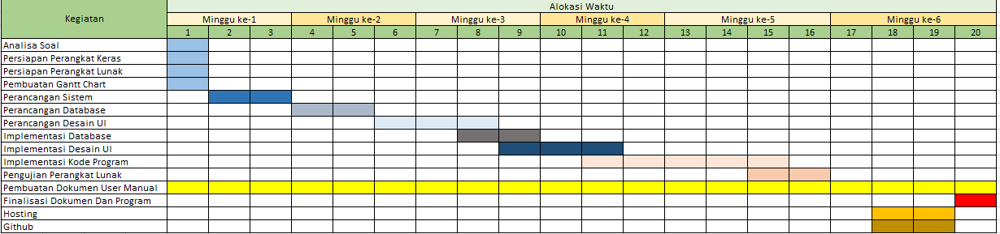 Kegiatan
Alokasi Waktu
Minggu ke-1 Minggu ke-2 Minggu ke-3 Minggu ke-4 Minggu ke-5 Minggu ke-6
1 2 3 4 5 6 7 8 9 10 11 12 13 14 15 16 17 18 19 20
Analisa Soal
Persiapan Perangkat Keras
Persiapan Perangkat Lunak
Pembuatan Gantt Chart
Perancangan Sistem
Perancangan Database
Perancangan Desain UI
Implementasi Database
Implementasi Desain UI
Implementasi Kode Program
Pengujian Perangkat Lunak
Pembuatan Dokumen User Manual
Finalisasi Dokumen Dan Program
Hosting
Github